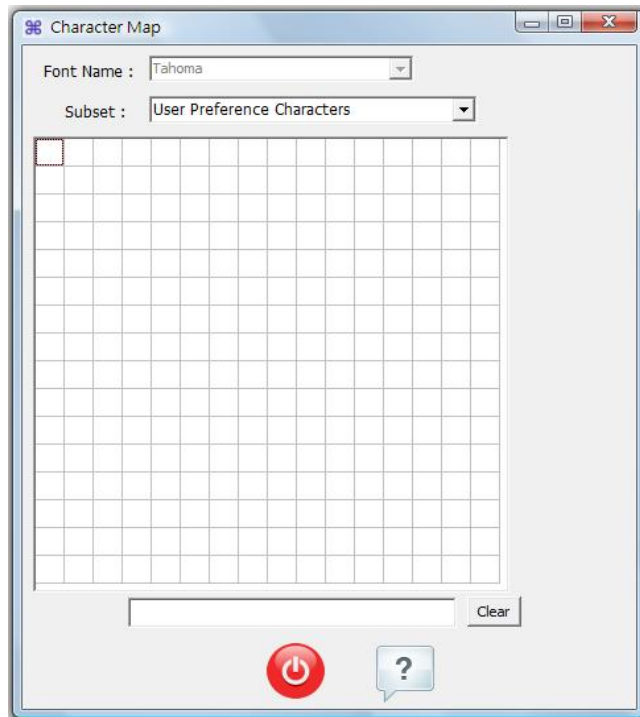 ⌘ Character Map
Font Name : Tahoma
Subset : User Preference Characters
Clear
?